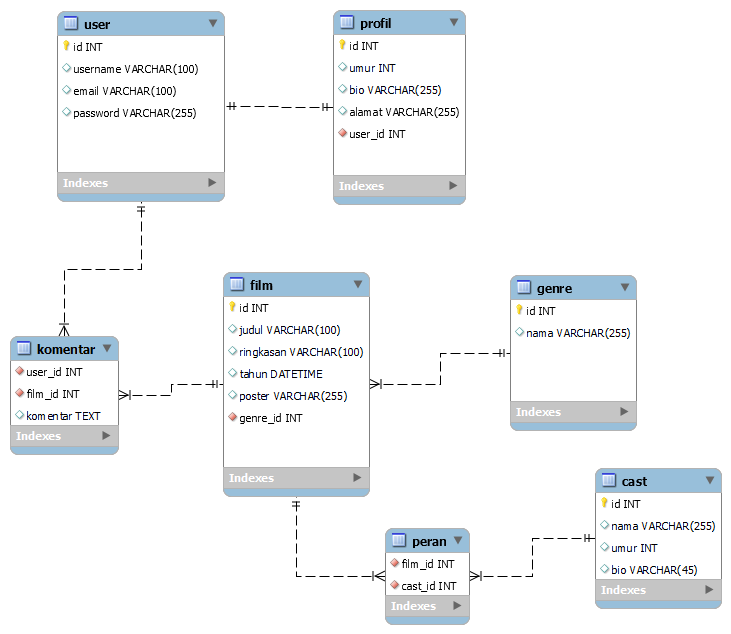 user
id INT
username VARCHAR(100)
email VARCHAR(100)
password VARCHAR(255)
Indexes
profil
id INT
umur INT
bio VARCHAR(255)
alamat VARCHAR(255)
user_id INT
Indexes
komentar
user_id INT
film_id INT
komentar TEXT
Indexes
film
id INT
judul VARCHAR(100)
ringkasan VARCHAR(100)
tahun DATETIME
poster VARCHAR(255)
genre_id INT
Indexes
genre
id INT
nama VARCHAR(255)
Indexes
peran
film_id INT
cast_id INT
Indexes
cast
id INT
nama VARCHAR(255)
umur INT
bio VARCHAR(45)
Indexes